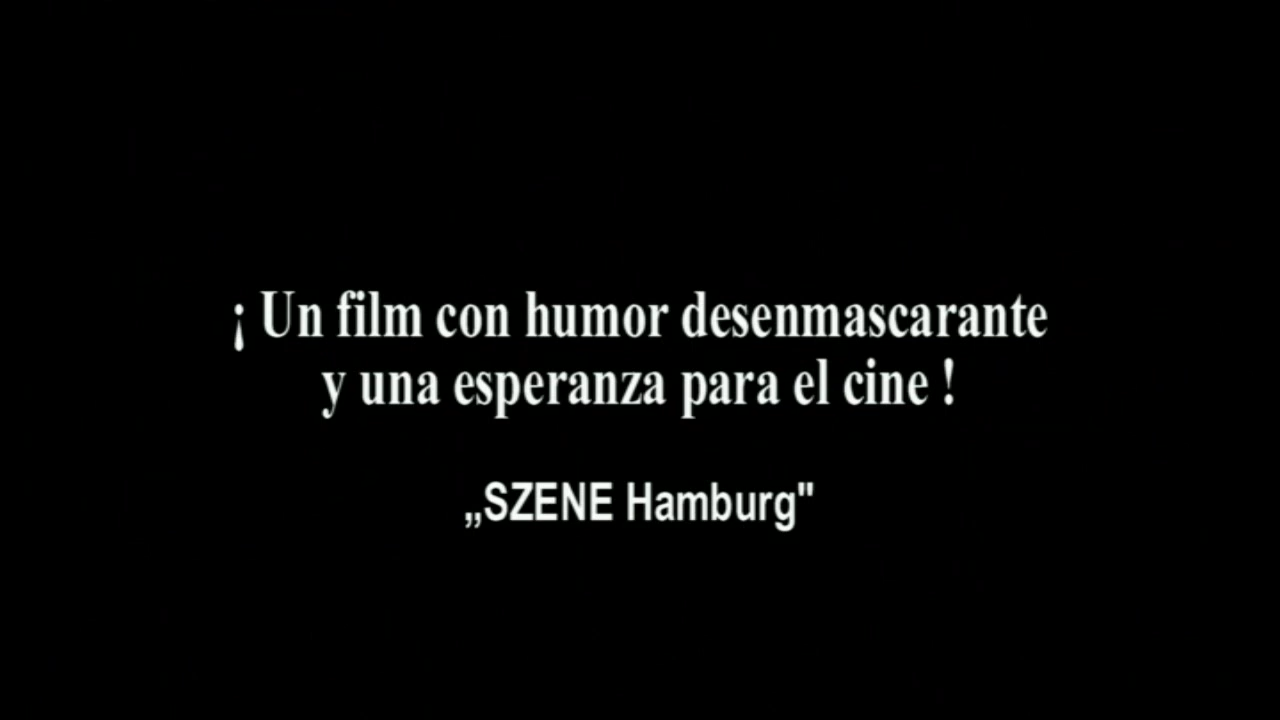 ¡ Un film con humor desenmascarante
y una esperanza para el cine !
„SZENE Hamburg"